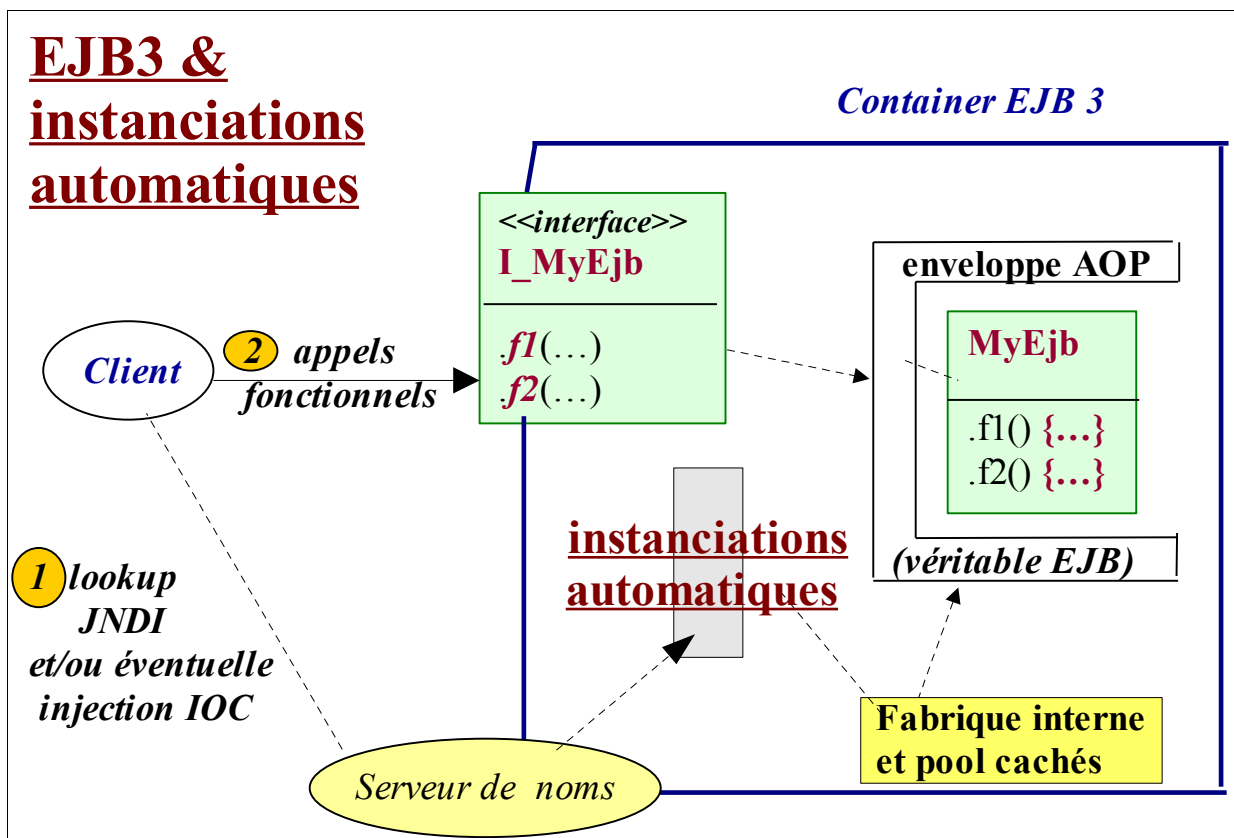 EJB3 &
instanciations
automatiques
Container EJB 3
<<interface>>
I_MyEjb
.f1(…)
.f2(…)
enveloppe AOP
MyEjb
.f1() {…}
.f2() {…}
(véritable EJB)
Client
2 appels
fonctionnels
instanciations
automatiques
1 lookup
JNDI
et/ou éventuelle
injection IOC
Fabrique interne
et pool cachés
Serveur de noms